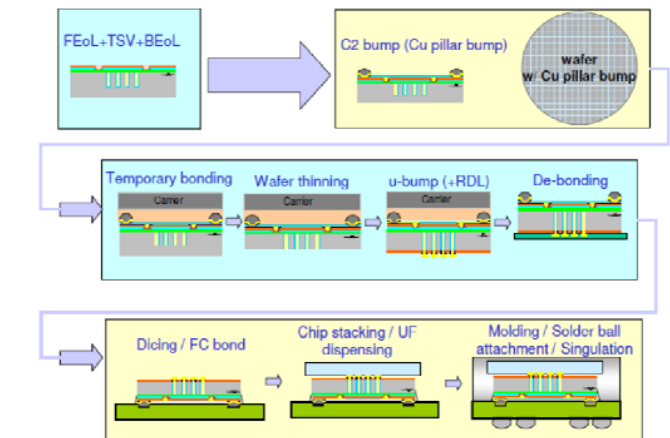 FEoL+TSV+BEoL
C2 bump (Cu pillar bump)
wafer
w/ Cu pillar bump
Temporary bonding
Wafer thinning
u-bump (+RDL)
De-bonding
Carrier
Carrier
Carrier
Dicing / FC bond
Chip stacking / UF
dispensing
Molding / Solder ball
attachment / Singulation